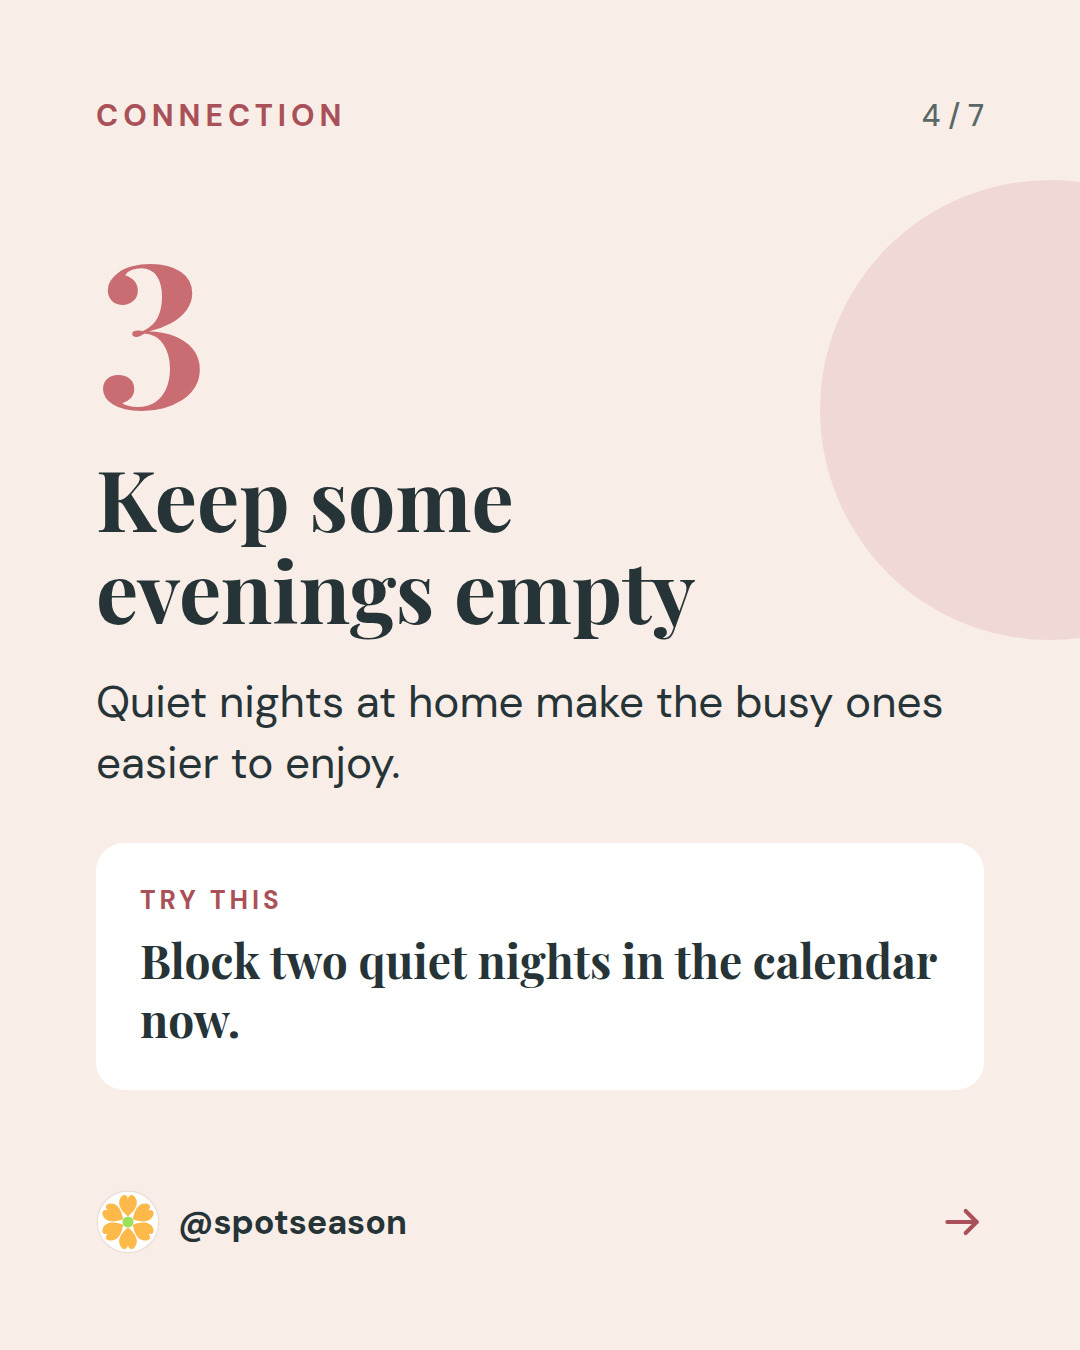 CONNECTION
4 / 7
3
Keep some
evenings empty
Quiet nights at home make the busy ones
easier to enjoy.
TRY THIS
Block two quiet nights in the calendar
now.
@spotseason